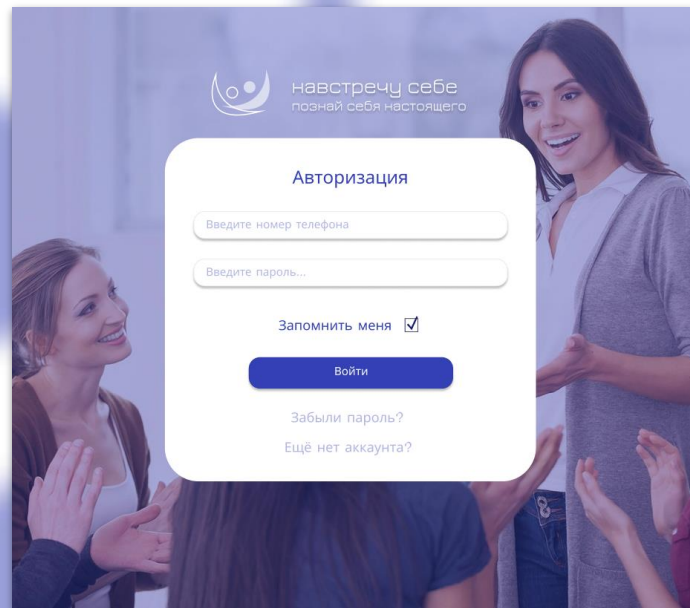 навстречу себе
познай себя настоящего
Авторизация
Введите номер телефона
Введите пароль...
Запомнить меня
Войти
Забыли пароль?
Ещё нет аккаунта?